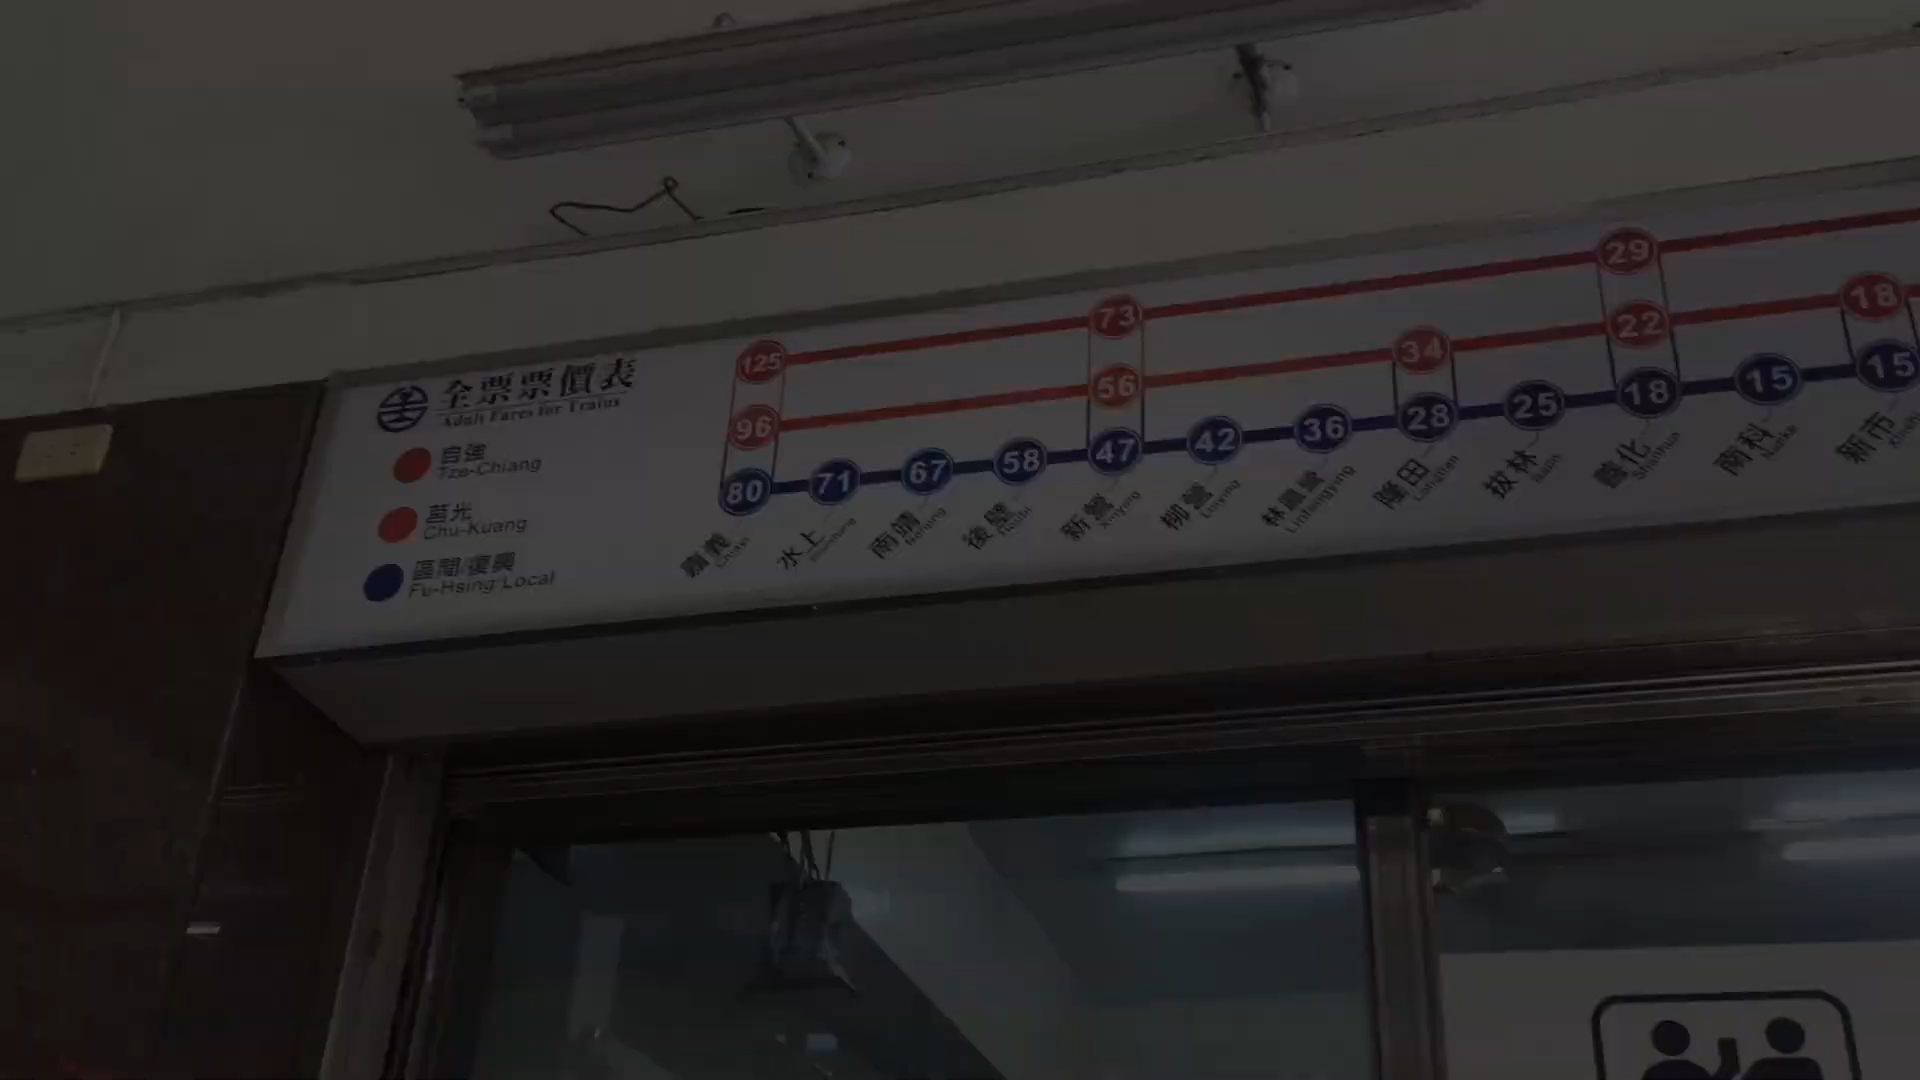 全票票價表
Adult Fares for Trains
自強
Tze-Chiang
莒光
Chu-Kuang
區間/復興
Fu-Hsing/Local
125 73 29
96 56 34 22 18
80 71 67 58 47 42 36 28 25 18 15 15
嘉義 水上 南靖 後壁 新營 柳營 林鳳營 隆田 拔林 善化 南科 新市
Chiayi Houbi Xinying Liuying Linfongying Longtian Balin Shanhua Nanke